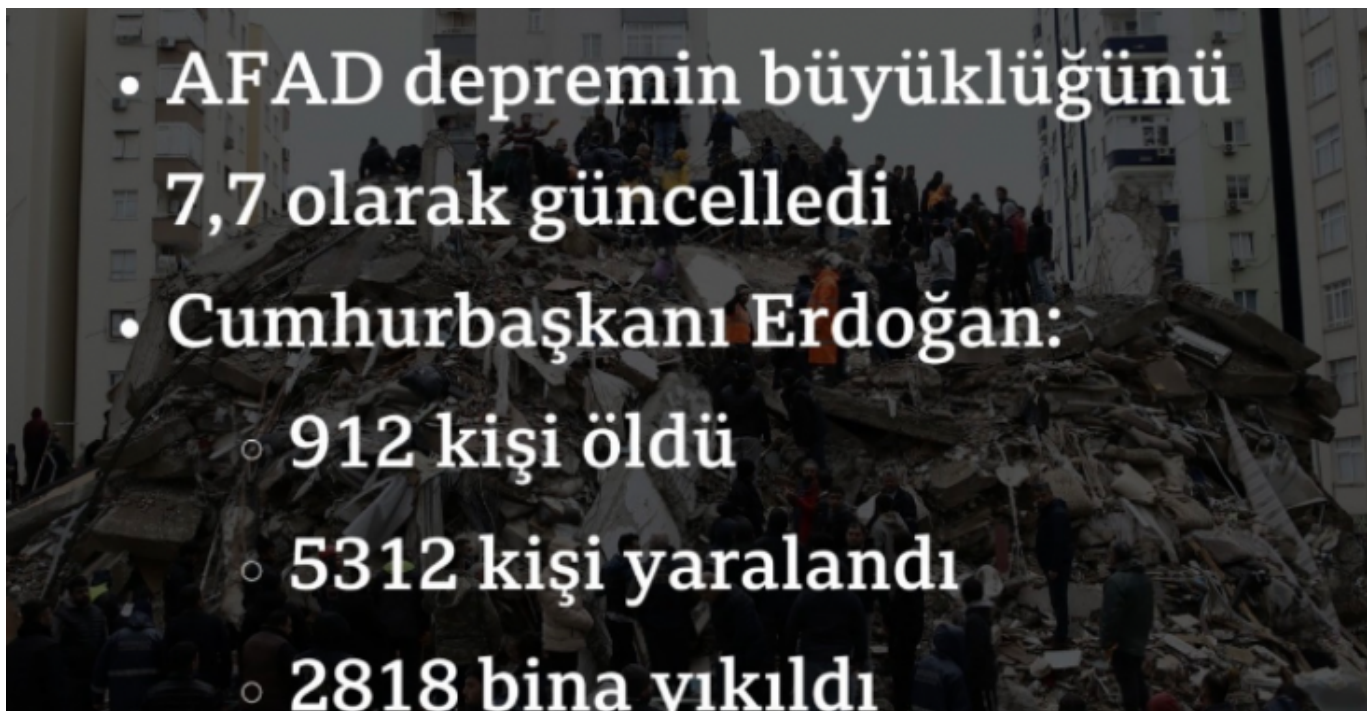 • AFAD depremin büyüklüğünü
7,7 olarak güncelledi
• Cumhurbaşkanı Erdoğan:
○ 912 kişi öldü
○ 5312 kişi yaralandı
○ 2818 bina yıkıldı